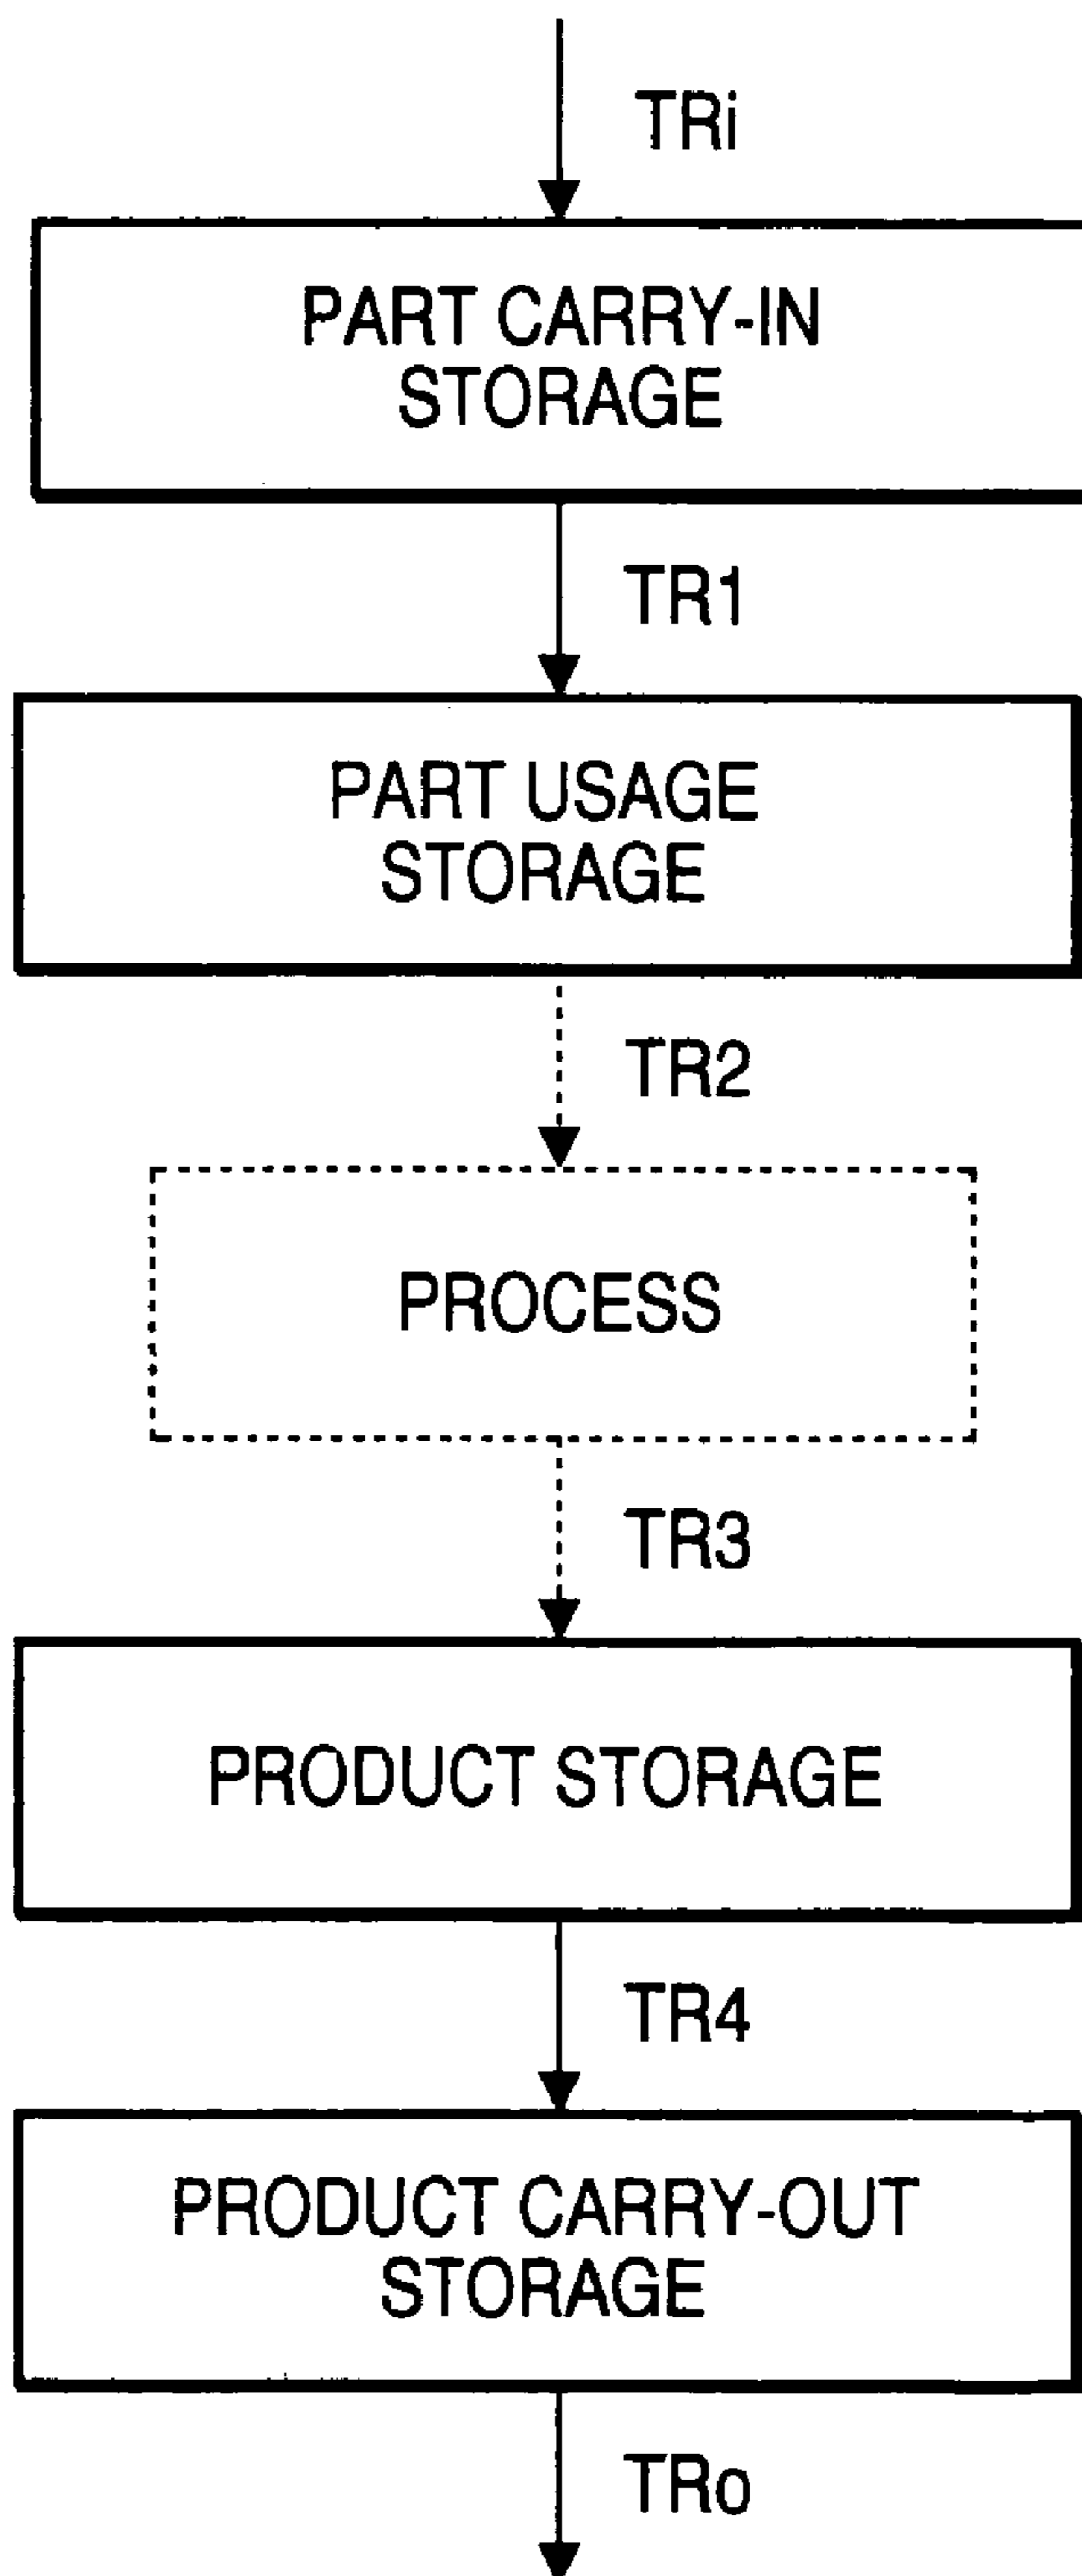 TRi
PART CARRY-IN
STORAGE
TR1
PART USAGE
STORAGE
TR2
PROCESS
TR3
PRODUCT STORAGE
TR4
PRODUCT CARRY-OUT
STORAGE
TRo